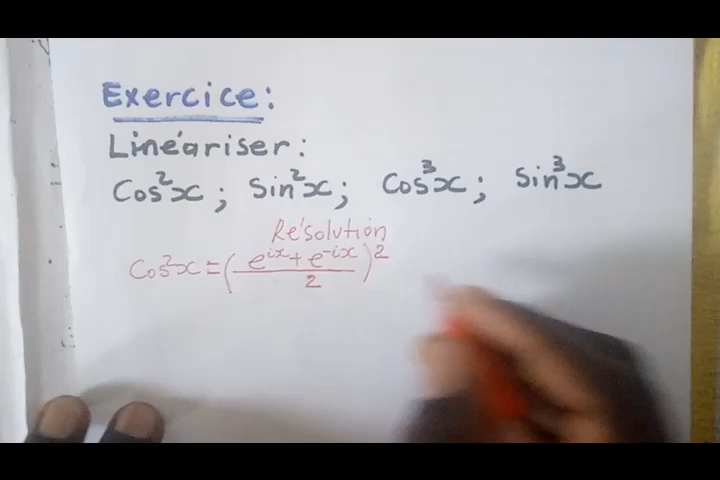 Exercice:
Linéariser:
Cos²x; Sin²x; Cos³x; Sin³x
Résolution
Cos²x = (e^{ix} + e^{-ix} / 2)²